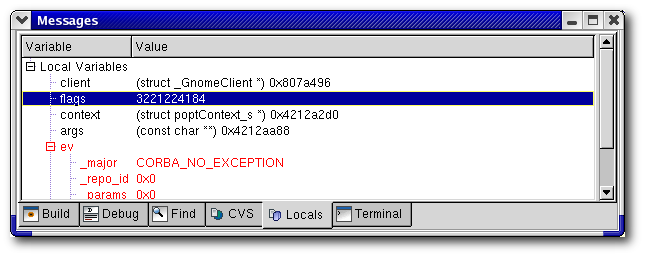 Messages
Variable Value
Local Variables
client (struct _GnomeClient *) 0x807a496
flags 3221224184
context (struct poptContext_s *) 0x4212a2d0
args (const char **) 0x4212aa88
ev
_major CORBA_NO_EXCEPTION
_repo_id 0x0
_params 0x0
Build Debug Find CVS Locals Terminal